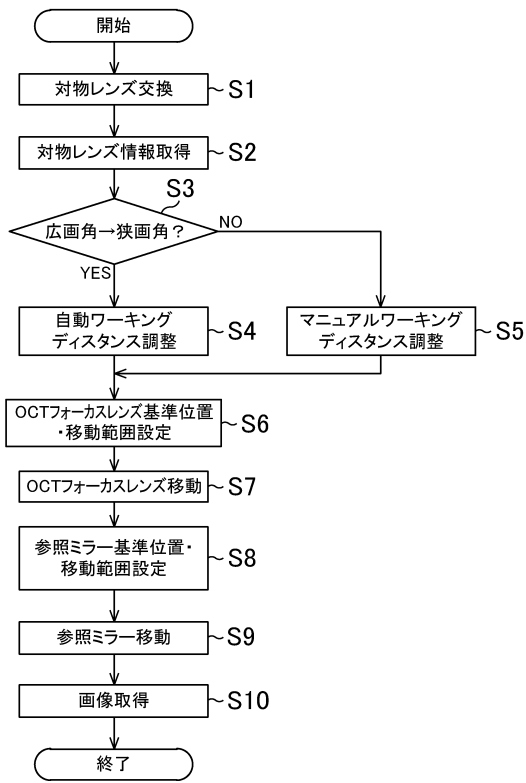 開始
対物レンズ交換
S1
対物レンズ情報取得
S2
S3
広画角→狭画角？
NO
YES
自動ワーキング
ディスタンス調整
S4
マニュアルワーキング
ディスタンス調整
S5
OCTフォーカスレンズ基準位置
・移動範囲設定
S6
OCTフォーカスレンズ移動
S7
参照ミラー基準位置・
移動範囲設定
S8
参照ミラー移動
S9
画像取得
S10
終了